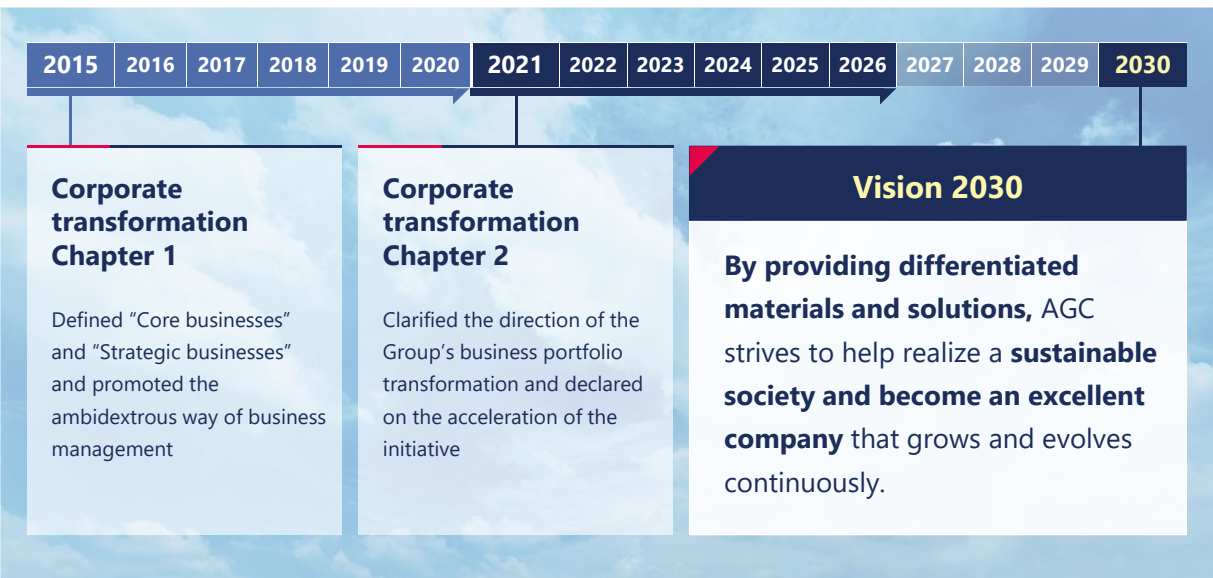 2015 2016 2017 2018 2019 2020 2021 2022 2023 2024 2025 2026 2027 2028 2029 2030
Corporate
transformation
Chapter 1
Defined “Core businesses”
and “Strategic businesses”
and promoted the
ambidextrous way of business
management
Corporate
transformation
Chapter 2
Clarified the direction of the
Group’s business portfolio
transformation and declared
on the acceleration of the
initiative
Vision 2030
By providing differentiated
materials and solutions, AGC
strives to help realize a sustainable
society and become an excellent
company that grows and evolves
continuously.